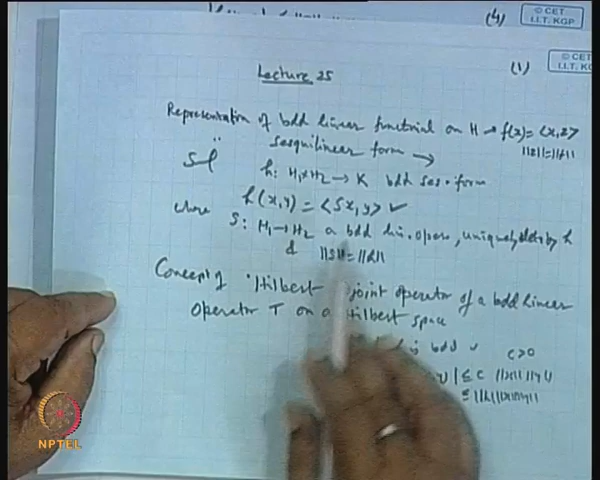 (4)
© CET
I.I.T. KGP
(1)
© CET
I.I.T. KG
Lecture 25
Representation of bdd linear functional on H → f(x) = <x, z>
||z|| = ||f||
" Sesquilinear form →
h: H1 × H2 → K bdd ses. form
h(x, y) = <Sx, y> ✓
where S: H1 → H2 a bdd lin. oper, uniquely by h
& ||S|| = ||h||
Concept of Hilbert adjoint operator of a bdd linear
operator T on a Hilbert space
is bdd c > 0
| ≤ c ||x|| ||y||
≤ ||h|| ||x|| ||y||
NPTEL